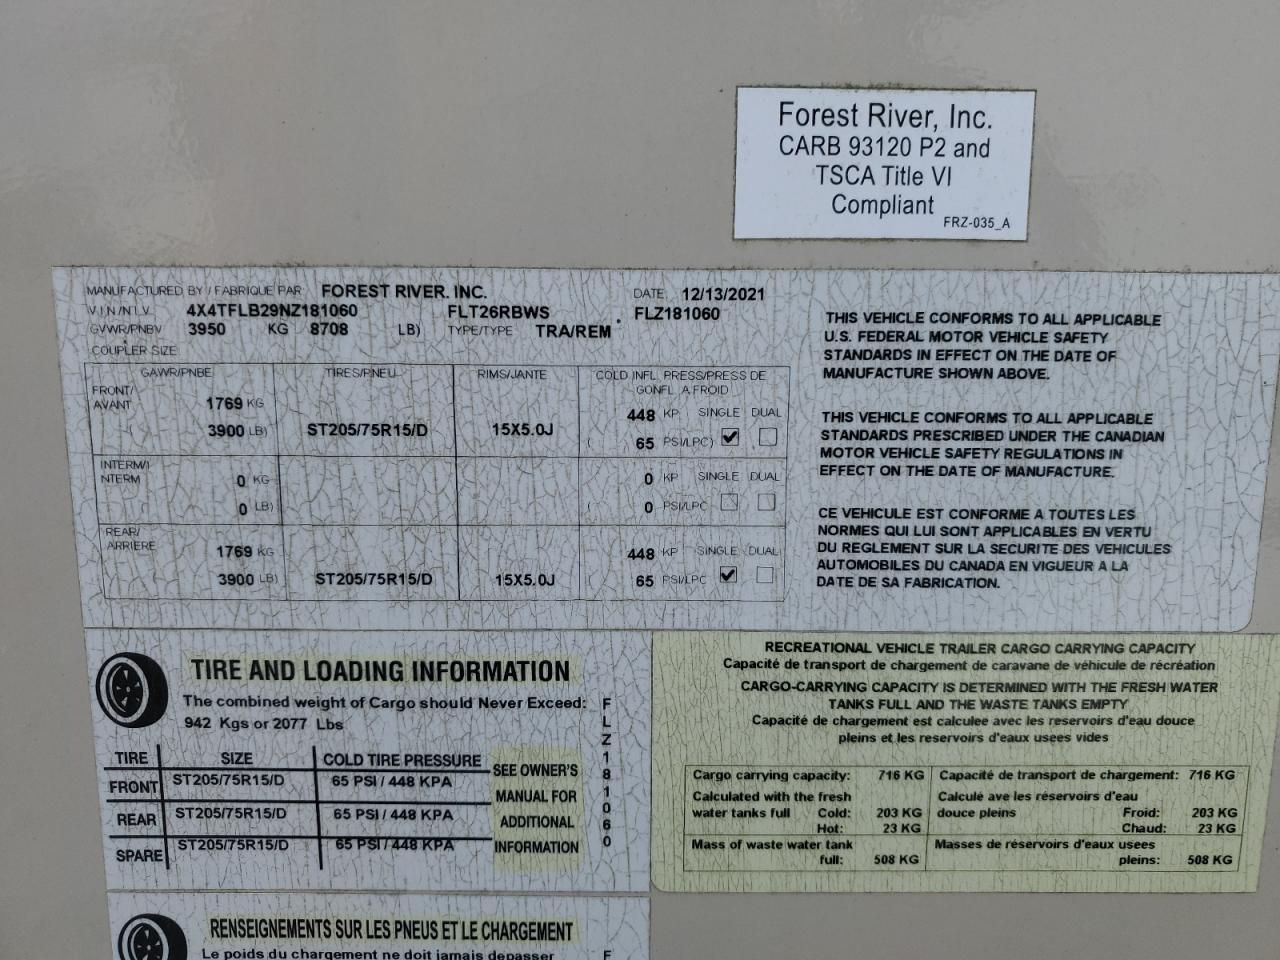 Forest River, Inc.
CARB 93120 P2 and
TSCA Title VI
Compliant
FRZ-035_A
MANUFACTURED BY / FABRIQUE PAR: FOREST RIVER. INC. DATE 12/13/2021
V.I.N/N.I.V. 4X4TFLB29NZ181060 FLT26RBWS FLZ181060
GVWR/PNBV 3950 KG 8708 LB) TYPE/TYPE TRA/REM
COUPLER SIZE
GAWR/PNBE TIRES/PNEU RIMS/JANTE COLD INFL. PRESS/PRESS DE
GONFL. A FROID
FRONT/
AVANT
1769 KG 448 KP SINGLE DUAL
( 3900 LB) ST205/75R15/D 15X5.0J ( 65 PSI/LPC)
INTERM/I
NTERM
0 KG 0 KP SINGLE DUAL
( 0 LB) ( 0 PSI/LPC
REAR/
ARRIERE
1769 KG 448 KP SINGLE DUAL
3900 LB) ST205/75R15/D 15X5.0J 65 PSI/LPC
THIS VEHICLE CONFORMS TO ALL APPLICABLE
U.S. FEDERAL MOTOR VEHICLE SAFETY
STANDARDS IN EFFECT ON THE DATE OF
MANUFACTURE SHOWN ABOVE.
THIS VEHICLE CONFORMS TO ALL APPLICABLE
STANDARDS PRESCRIBED UNDER THE CANADIAN
MOTOR VEHICLE SAFETY REGULATIONS IN
EFFECT ON THE DATE OF MANUFACTURE.
CE VEHICULE EST CONFORME A TOUTES LES
NORMES QUI LUI SONT APPLICABLES EN VERTU
DU REGLEMENT SUR LA SECURITE DES VEHICULES
AUTOMOBILES DU CANADA EN VIGUEUR A LA
DATE DE SA FABRICATION.
TIRE AND LOADING INFORMATION
The combined weight of Cargo should Never Exceed:
942 Kgs or 2077 Lbs
TIRE SIZE COLD TIRE PRESSURE
FRONT ST205/75R15/D 65 PSI / 448 KPA
REAR ST205/75R15/D 65 PSI / 448 KPA
SPARE ST205/75R15/D 65 PSI / 448 KPA
SEE OWNER'S
MANUAL FOR
ADDITIONAL
INFORMATION
FLZ181060
RECREATIONAL VEHICLE TRAILER CARGO CARRYING CAPACITY
Capacité de transport de chargement de caravane de véhicule de récréation
CARGO-CARRYING CAPACITY IS DETERMINED WITH THE FRESH WATER
TANKS FULL AND THE WASTE TANKS EMPTY
Capacité de chargement est calculee avec les reservoirs d'eau douce
pleins et les reservoirs d'eaux usees vides
Cargo carrying capacity: 716 KG Capacité de transport de chargement: 716 KG
Calculated with the fresh Calculé ave les réservoirs d'eau
water tanks full Cold: 203 KG douce pleins Froid: 203 KG
Hot: 23 KG Chaud: 23 KG
Mass of waste water tank Masses de réservoirs d'eaux usees
full: 508 KG pleins: 508 KG
RENSEIGNEMENTS SUR LES PNEUS ET LE CHARGEMENT
Le poids du chargement ne doit jamais depasser
F